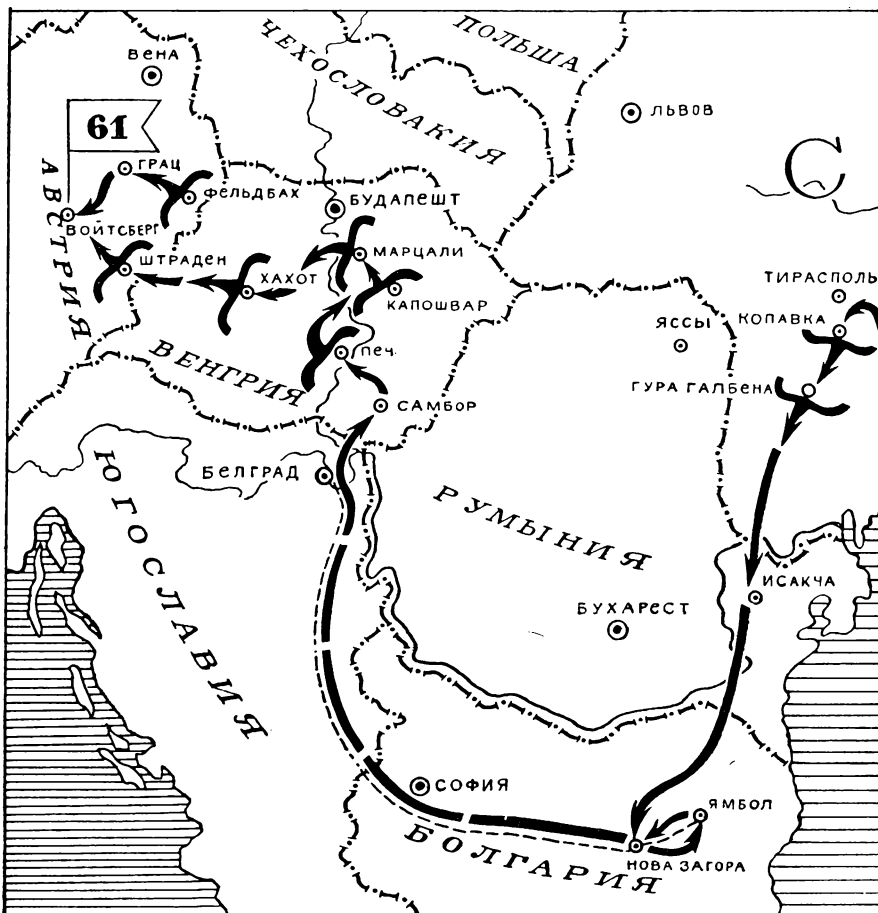 ПОЛЬША
ЧЕХОСЛОВАКИЯ
ВЕНА
ЛЬВОВ
61
С
ГРАЦ
АВСТРИЯ
ФЕЛЬДБАХ
БУДАПЕШТ
ВОЙТСБЕРГ
МАРЦАЛИ
ШТРАДЕН
ХАХОТ
ТИРАСПОЛЬ
КАПОШВАР
КОПАВКА
ЯССЫ
ПЕЧ
ВЕНГРИЯ
ГУРА ГАЛБЕНА
САМБОР
БЕЛГРАД
ЮГОСЛАВИЯ
РУМЫНИЯ
ИСАКЧА
БУХАРЕСТ
СОФИЯ
ЯМБОЛ
БОЛГАРИЯ
НОВА ЗАГОРА